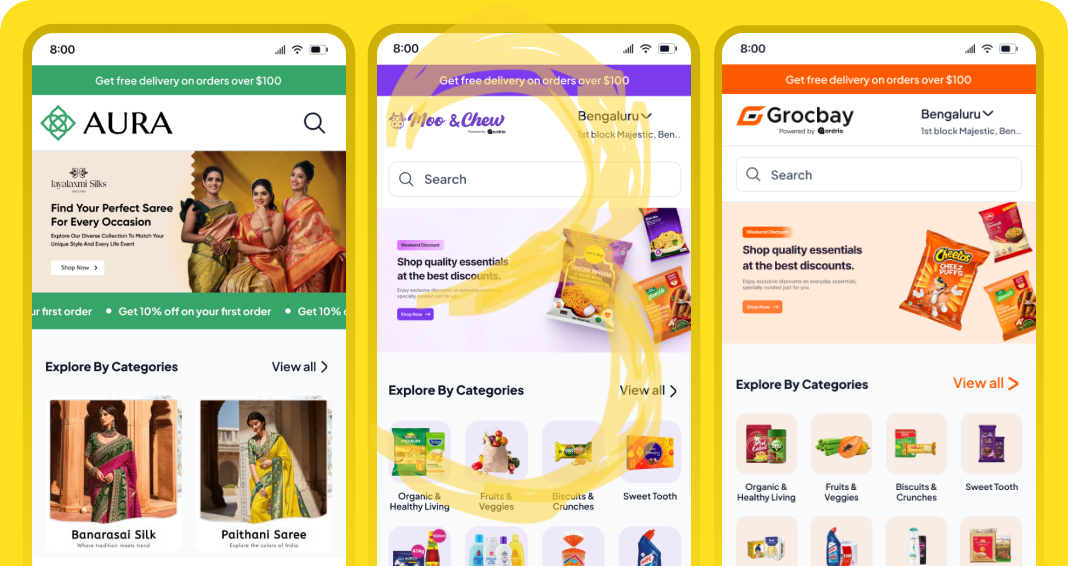 8:00
Get free delivery on orders over $100
AURA
Jayalaxmi Silks
Find Your Perfect Saree
For Every Occasion
Explore Our Diverse Collection To Match Your
Unique Style And Every Life Event
Shop Now
ur first order • Get 10% off on your first order • Get 10% o
Explore By Categories
View all
Banarasai Silk
Where tradition meets trend
Paithani Saree
Explore the colors of India
8:00
Get free delivery on orders over $100
Moo & Chew
Powered by Qordrio
Bengaluru
1st block Majestic, Ben..
Search
Weekend Discount
Shop quality essentials
at the best discounts.
Enjoy exclusive discounts on everyday essentials,
specially curated just for you
Shop Now
Explore By Categories
View all
Organic &
Healthy Living
Fruits &
Veggies
Biscuits &
Crunches
Sweet Tooth
8:00
Get free delivery on orders over $100
Grocbay
Powered by Qordrio
Bengaluru
1st block Majestic, Ben..
Search
Weekend Discount
Shop quality essentials
at the best discounts.
Enjoy exclusive discounts on everyday essentials,
specially curated just for you
Shop Now
Cheetos
CHEEZ
PUFFS
Explore By Categories
View all
Organic &
Healthy Living
Fruits &
Veggies
Biscuits &
Crunches
Sweet Tooth